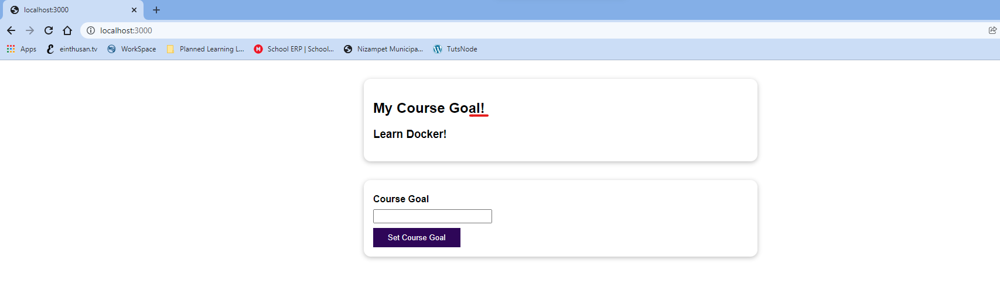 localhost:3000
localhost:3000
Apps einthusan.tv WorkSpace Planned Learning L... School ERP | School... Nizampet Municipa... TutsNode
My Course Goal!
Learn Docker!
Course Goal
Set Course Goal